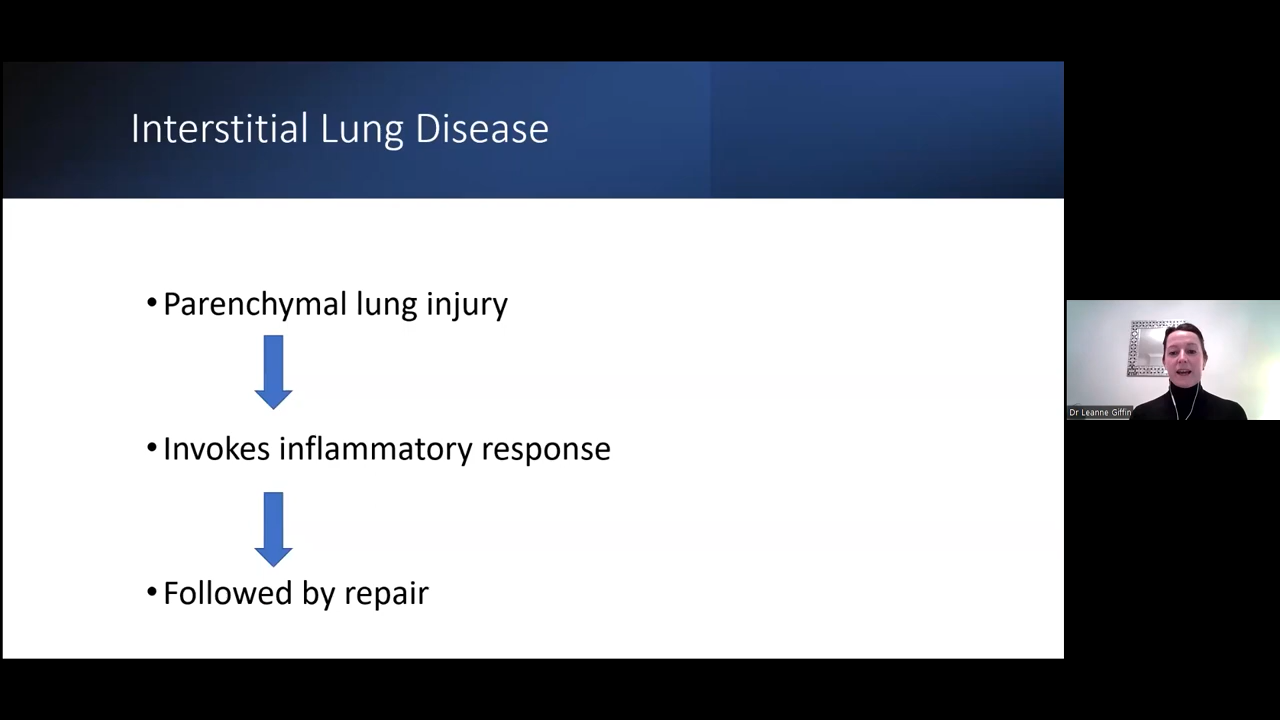 Interstitial Lung Disease
• Parenchymal lung injury
• Invokes inflammatory response
• Followed by repair
Dr Leanne Giffin